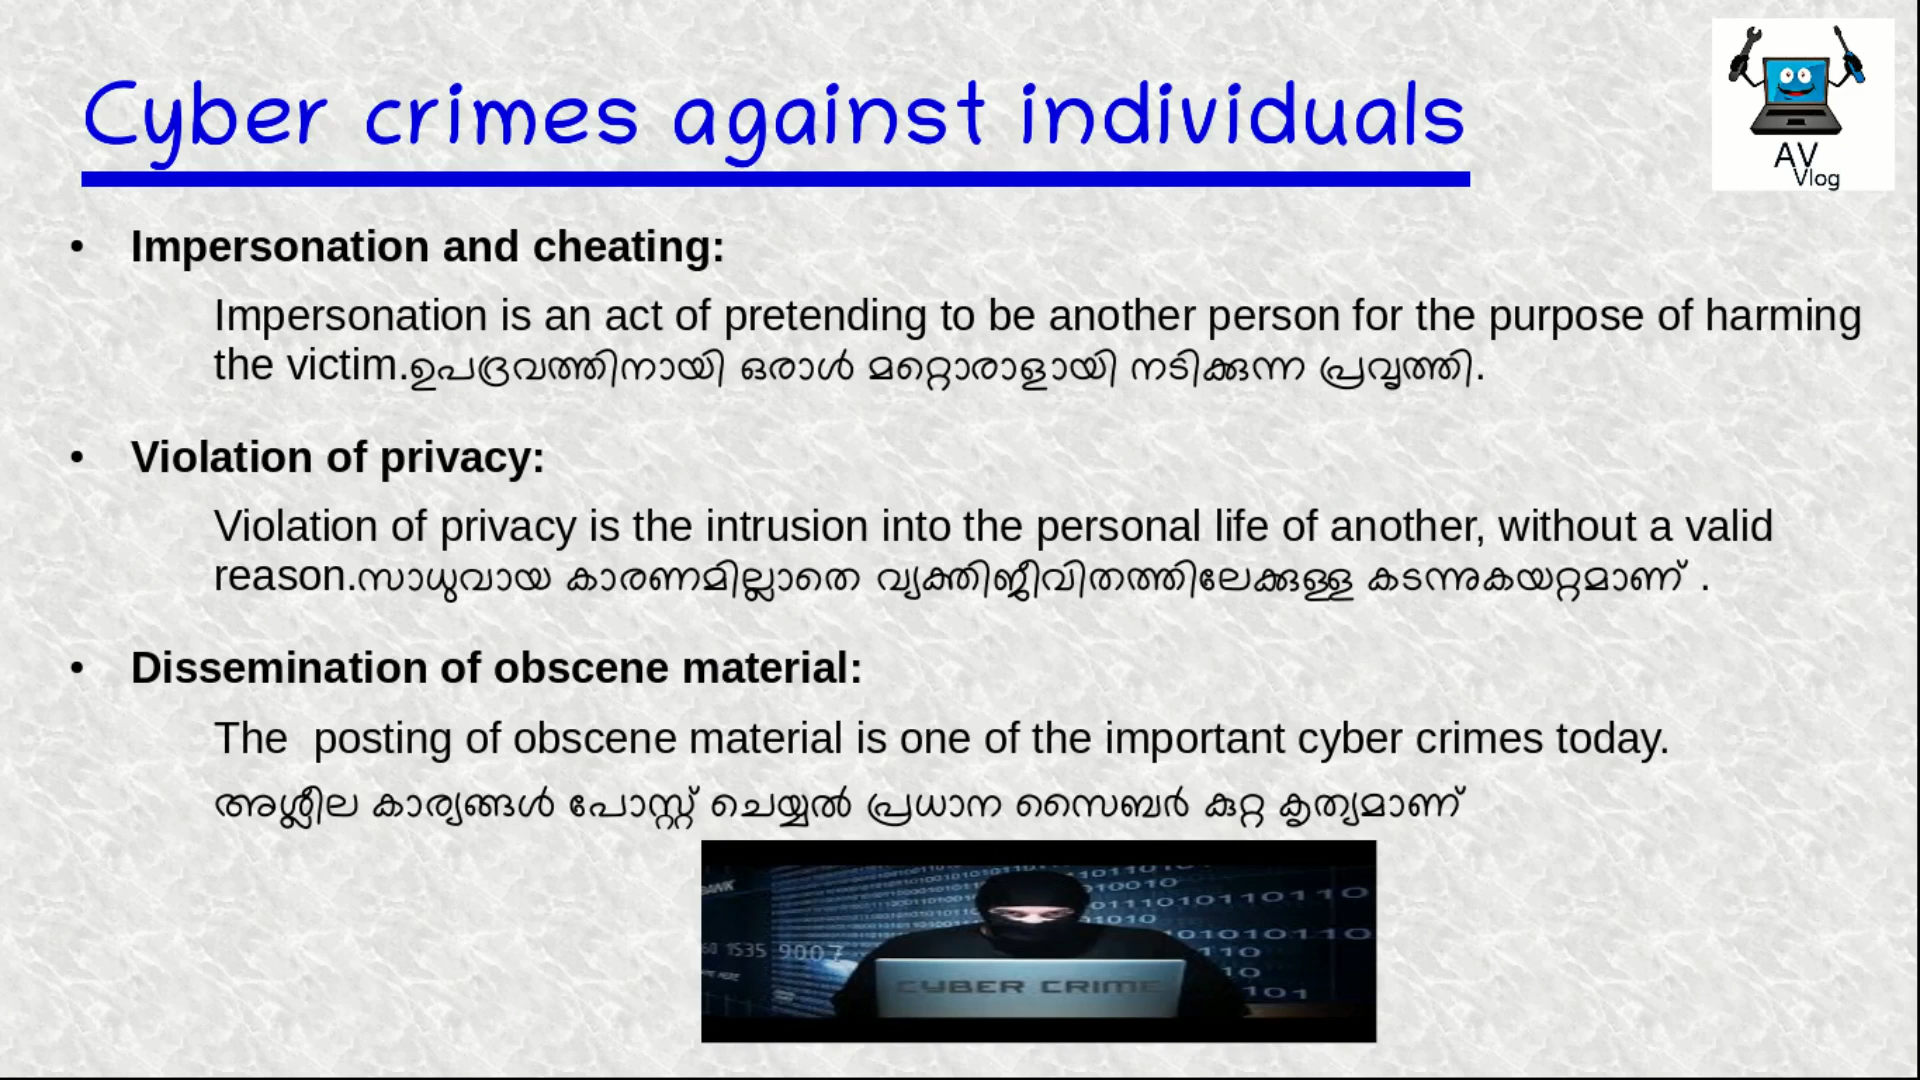 Cyber crimes against individuals
AV
Vlog
• Impersonation and cheating:
Impersonation is an act of pretending to be another person for the purpose of harming
the victim.ഉപദ്രവത്തിനായി ഒരാൾ മറ്റൊരാളായി നടിക്കുന്ന പ്രവൃത്തി.
• Violation of privacy:
Violation of privacy is the intrusion into the personal life of another, without a valid
reason.സാധുവായ കാരണമില്ലാതെ വ്യക്തിജീവിതത്തിലേക്കുള്ള കടന്നുകയറ്റമാണ് .
• Dissemination of obscene material:
The  posting of obscene material is one of the important cyber crimes today.
അശ്ലീല കാര്യങ്ങൾ പോസ്റ്റ് ചെയ്യൽ പ്രധാന സൈബർ കുറ്റ കൃത്യമാണ്
BANK
1535 9007
CYBER CRIME